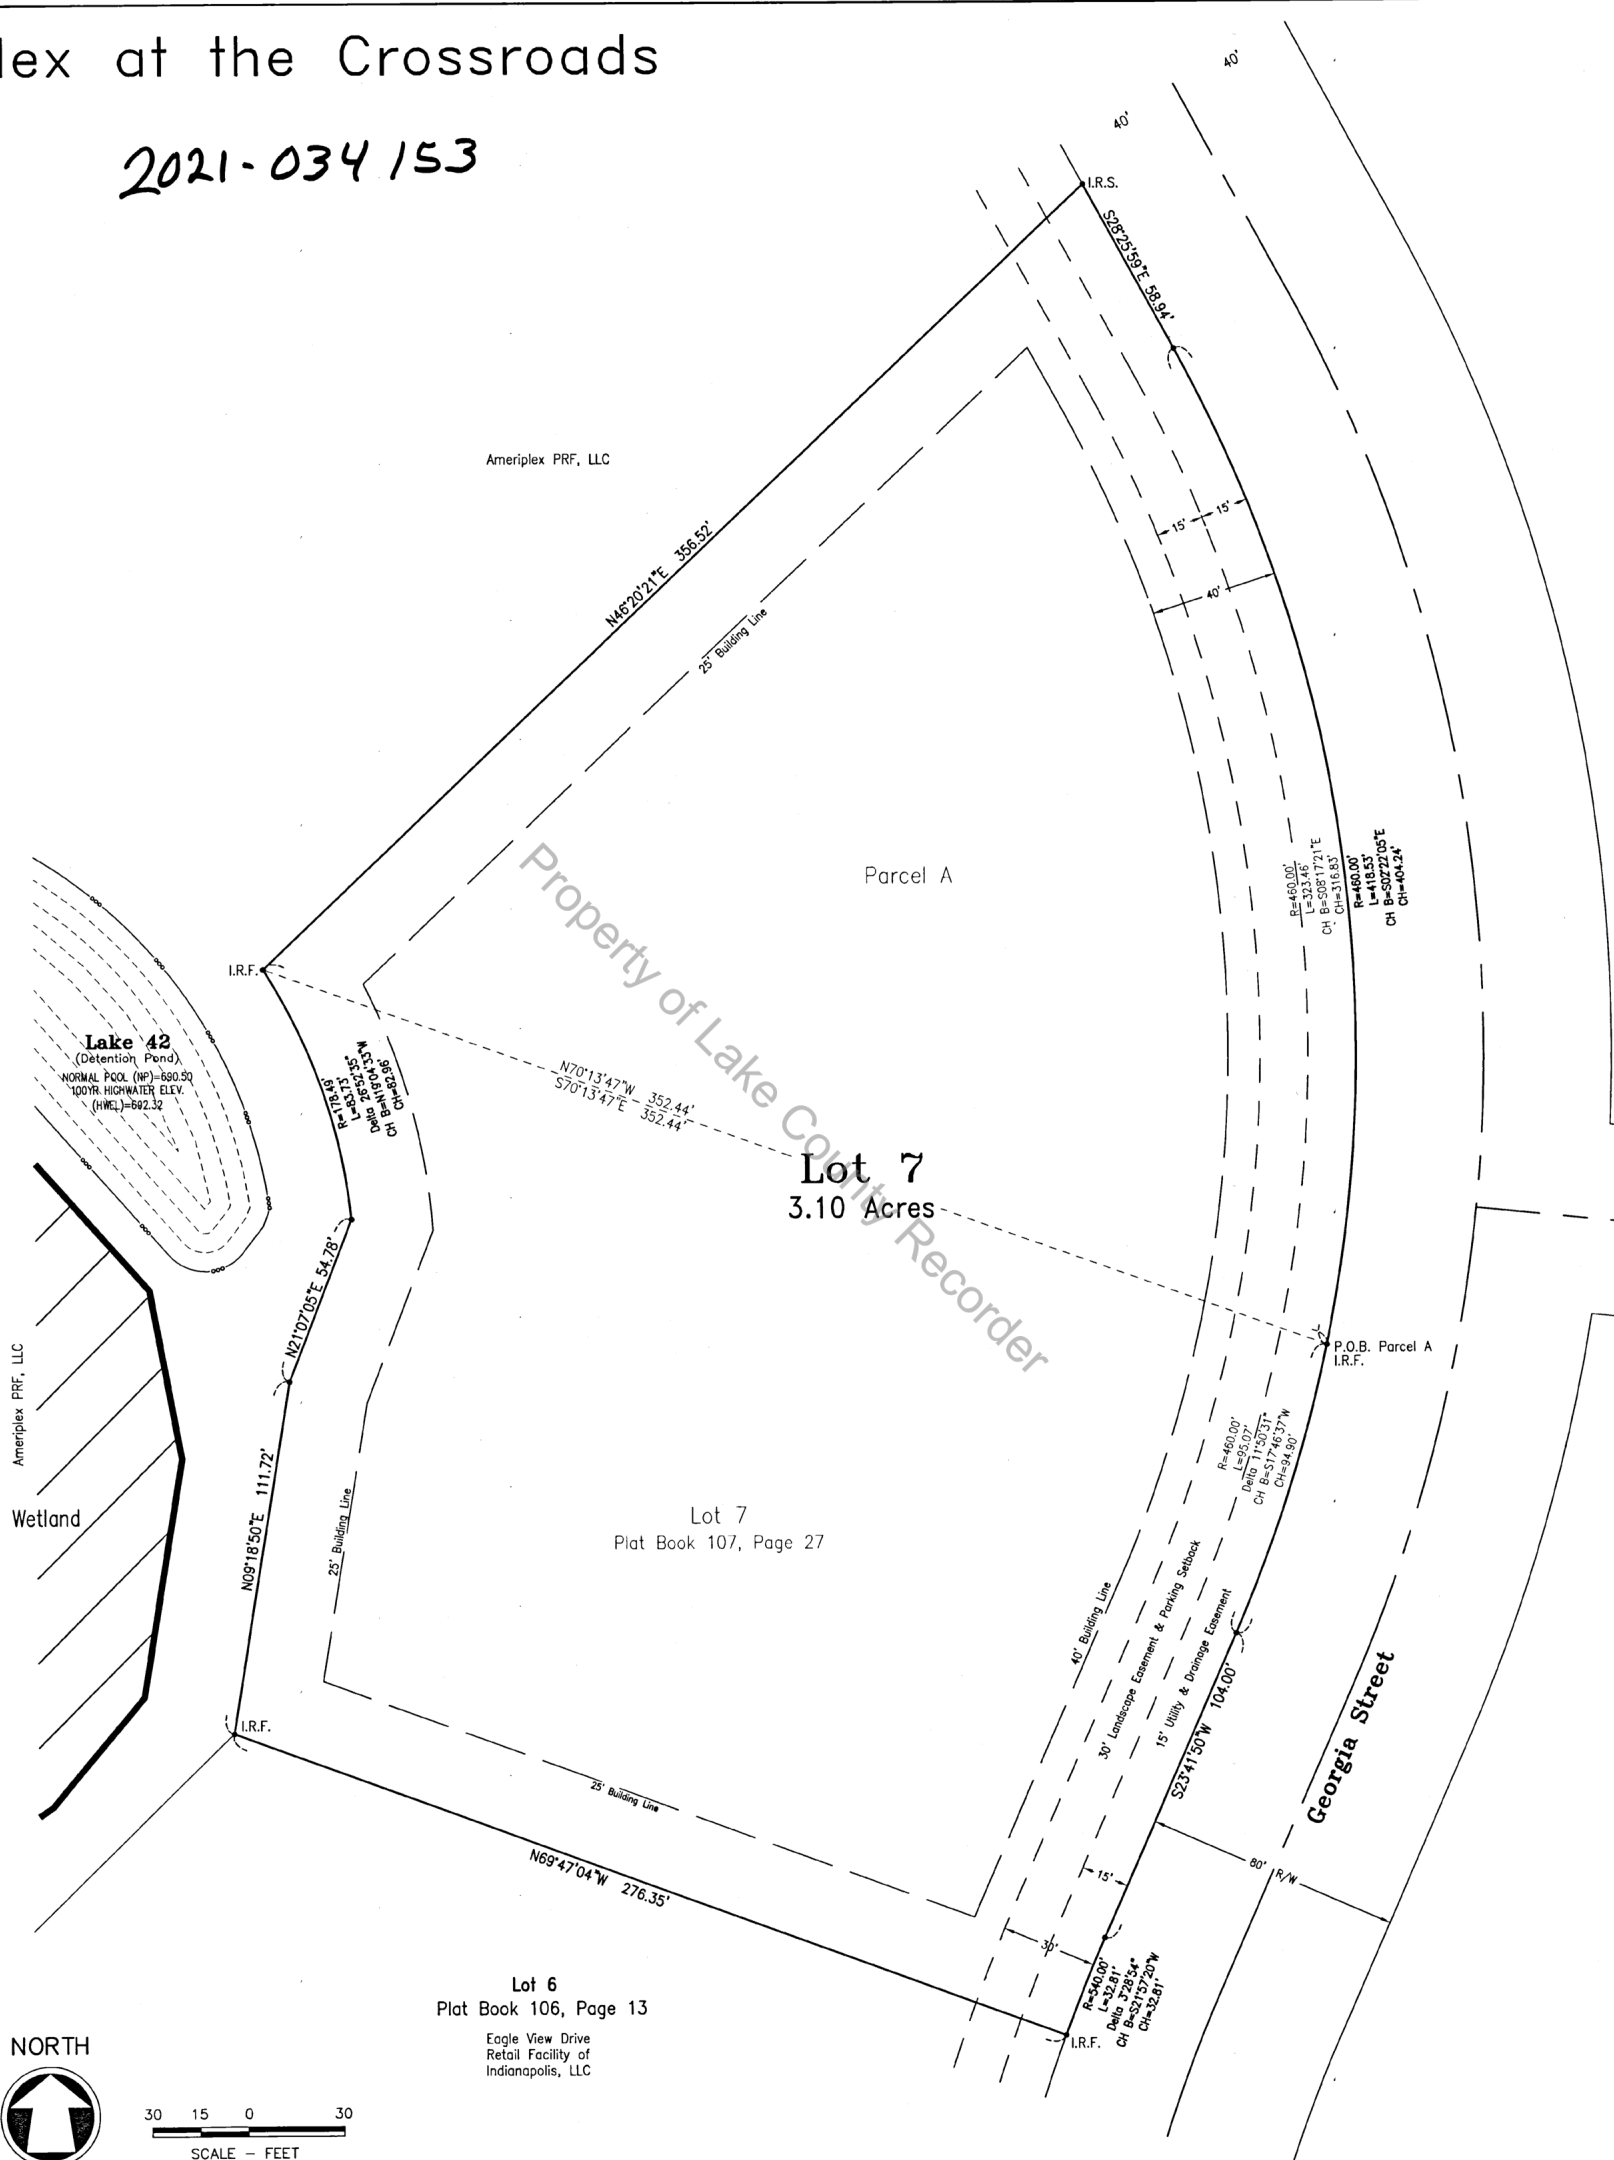 lex at the Crossroads
2021-034153
40'
40'
I.R.S.
S28°25'59"E 58.94'
Ameriplex PRF, LLC
N46°20'21"E 356.52'
25' Building Line
15'
15'
40'
Parcel A
R=460.00'
L=323.46'
CH B=S08°17'21"E
CH=316.83'
R=460.00'
L=418.53'
CH B=S02°22'05"E
CH=404.24'
I.R.F.
Lake 42
(Detention Pond)
NORMAL POOL (NP)=690.50
100YR. HIGHWATER ELEV.
(HWEL)=692.32
R=178.49'
L=83.73'
Delta 26°52'35"
CH B=N19°04'33"W
CH=82.96'
N70°13'47"W 352.44'
S70°13'47"E 352.44'
Property of Lake County Recorder
Lot 7
3.10 Acres
N21°07'05"E 54.78'
P.O.B. Parcel A
I.R.F.
Ameriplex PRF, LLC
Wetland
N09°18'50"E 111.72'
25' Building Line
R=460.00'
L=95.07'
Delta 11°50'31"
CH B=S17°46'37"W
CH=94.90'
Lot 7
Plat Book 107, Page 27
40' Building Line
30' Landscape Easement & Parking Setback
15' Utility & Drainage Easement
S23°41'50"W 104.00'
Georgia Street
I.R.F.
25' Building Line
N69°47'04"W 276.35'
80' R/W
15'
30'
R=540.00'
L=32.81'
Delta 3°28'54"
CH B=S21°57'20"W
CH=32.81'
I.R.F.
Lot 6
Plat Book 106, Page 13
Eagle View Drive
Retail Facility of
Indianapolis, LLC
NORTH
30 15 0 30
SCALE - FEET